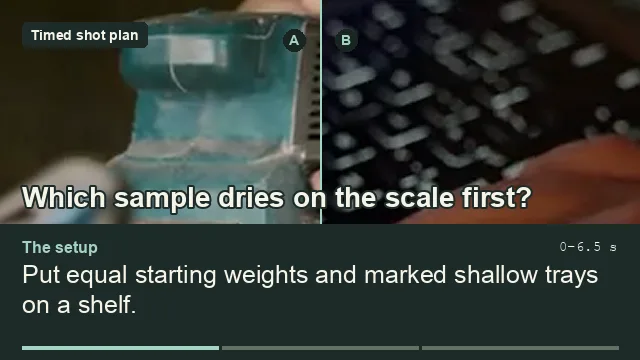 Timed shot plan
A
B
Which sample dries on the scale first?
The setup
0–6.5 s
Put equal starting weights and marked shallow trays
on a shelf.